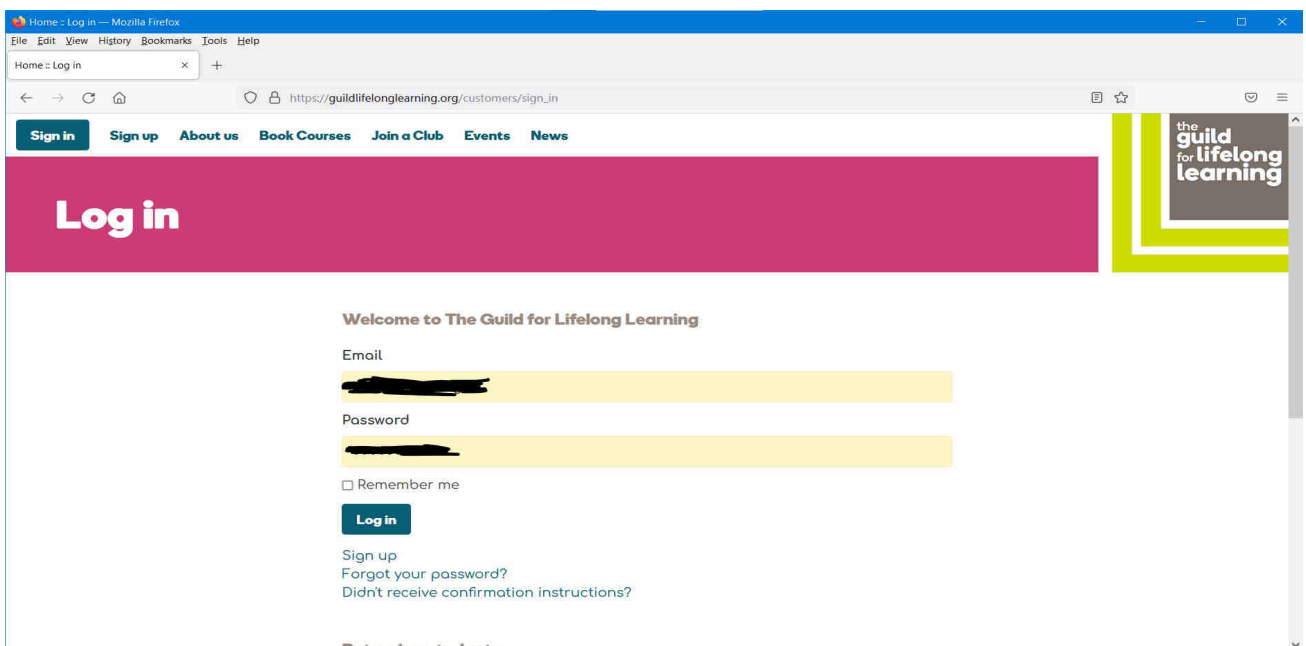 Home :: Log in — Mozilla Firefox
File Edit View History Bookmarks Tools Help
Home :: Log in
https://guildlifelonglearning.org/customers/sign_in
Sign in Sign up About us Book Courses Join a Club Events News
the
guild
for lifelong
learning
Log in
Welcome to The Guild for Lifelong Learning
Email
Password
Remember me
Log in
Sign up
Forgot your password?
Didn't receive confirmation instructions?